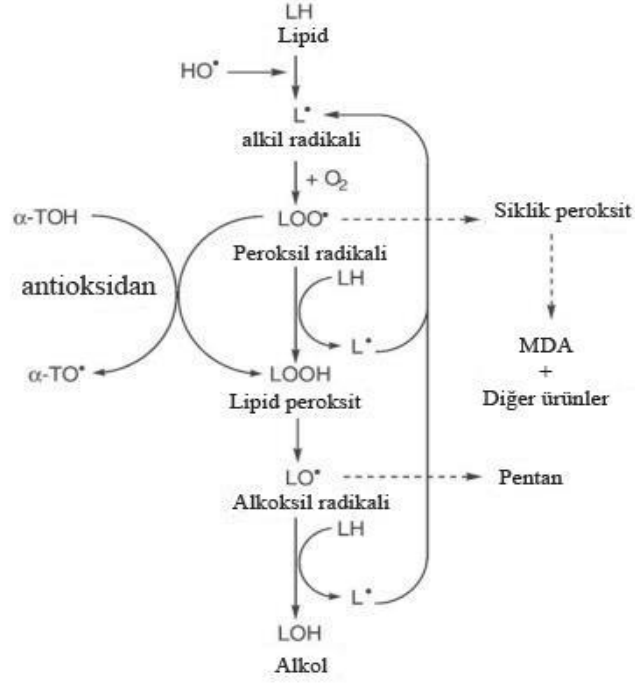 LH
Lipid
HO•
L•
alkil radikali
+ O₂
α-TOH
LOO•
Siklik peroksit
Peroksil radikali
antioksidan
LH
L•
MDA
+
Diğer ürünler
α-TO•
LOOH
Lipid peroksit
LO•
Pentan
Alkoksil radikali
LH
L•
LOH
Alkol